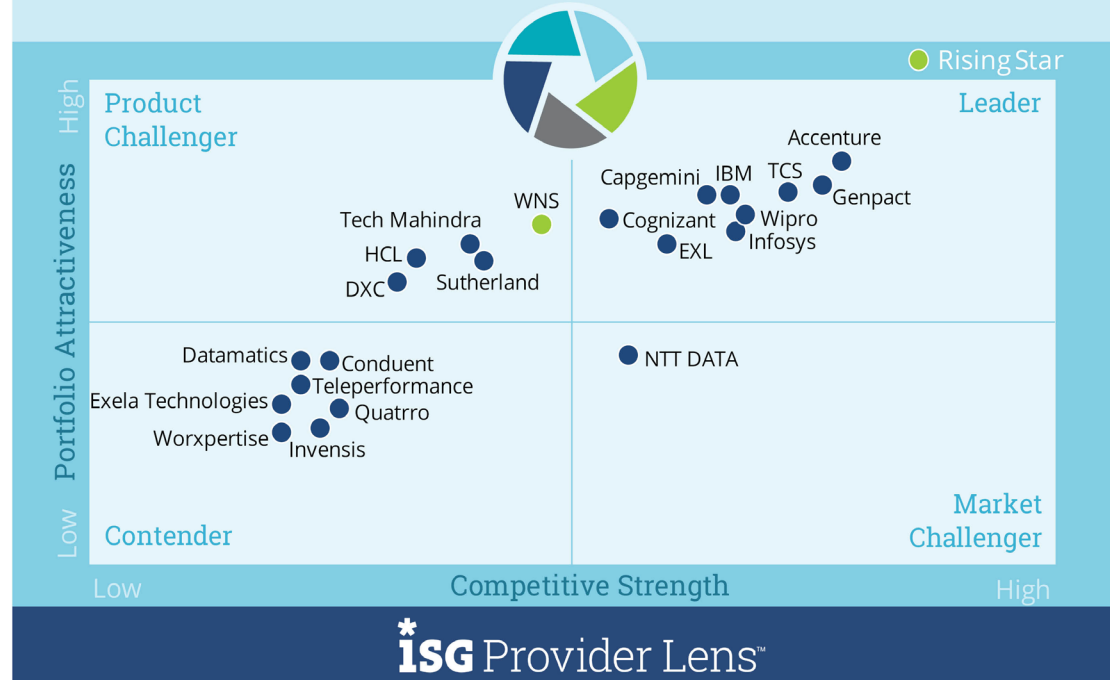 Rising Star
High
Product
Challenger
Leader
Accenture
Capgemini
IBM
TCS
Genpact
WNS
Tech Mahindra
Cognizant
Wipro
Infosys
HCL
EXL
DXC
Sutherland
Portfolio Attractiveness
Datamatics
Conduent
NTT DATA
Teleperformance
Exela Technologies
Quatrro
Worxpertise
Invensis
Market
Challenger
Contender
Low
Low
Competitive Strength
High
*iSG Provider Lens™